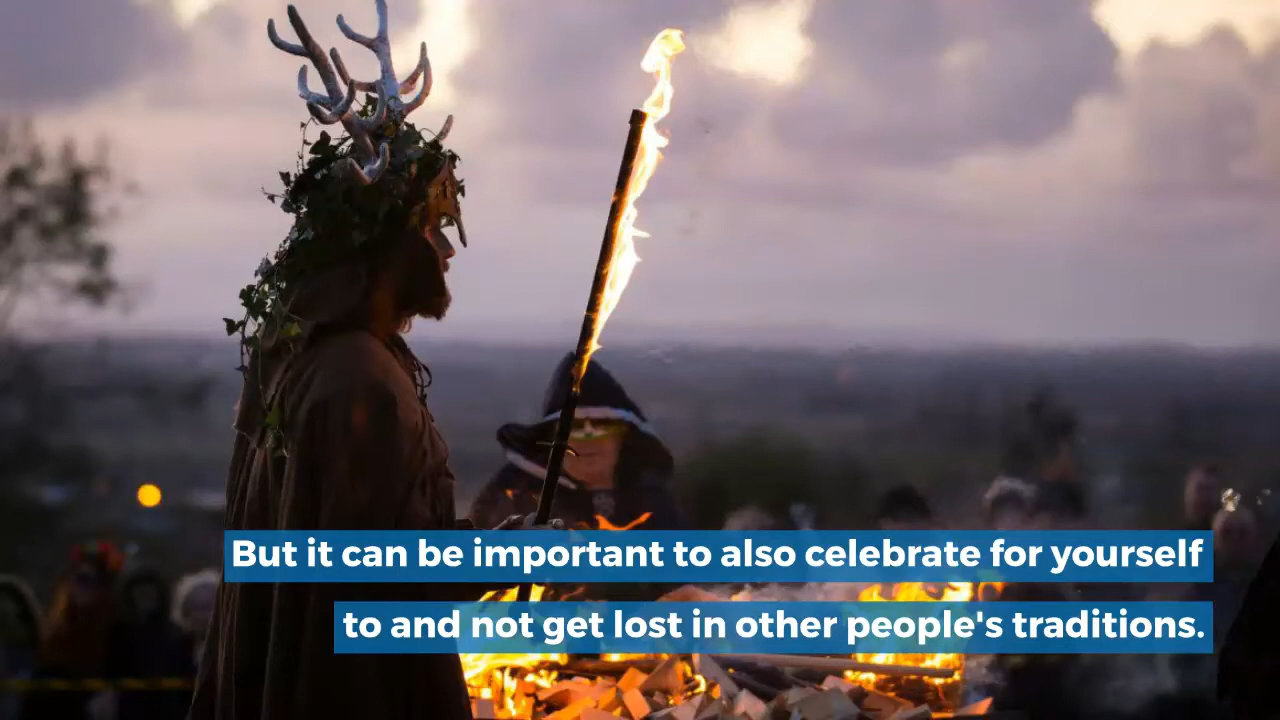 But it can be important to also celebrate for yourself
to and not get lost in other people's traditions.